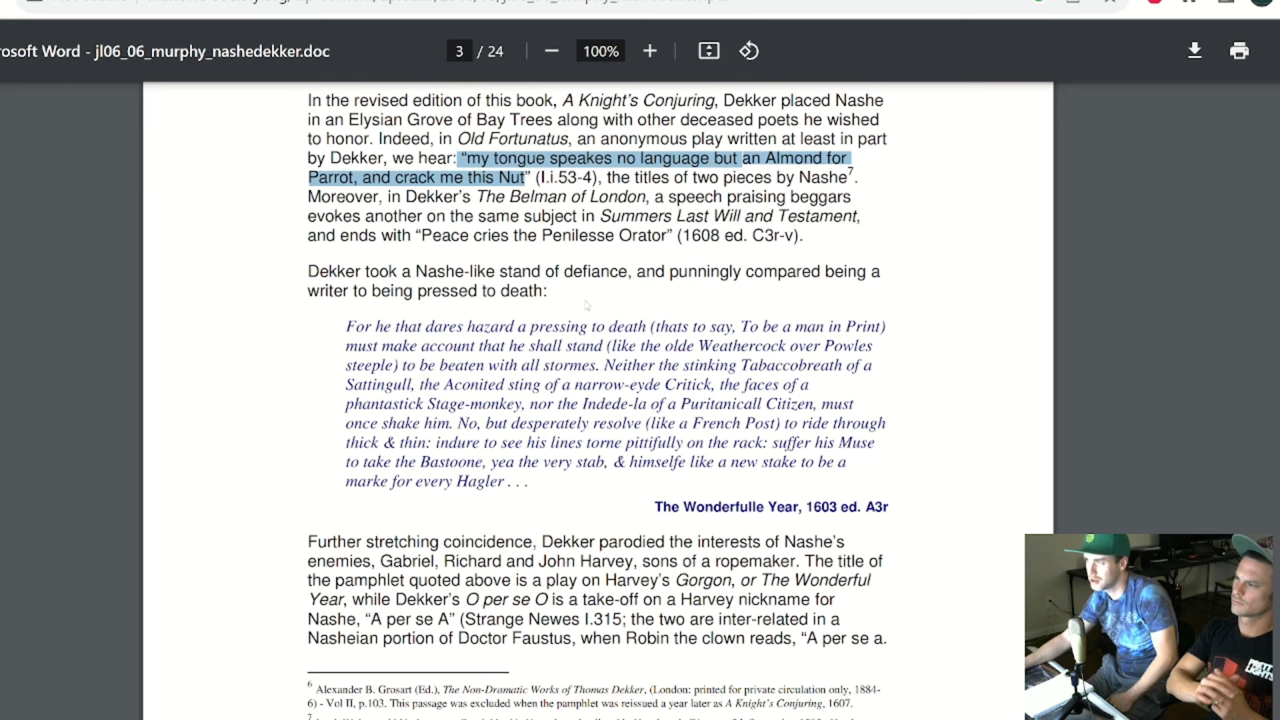 rosoft Word - jl06_06_murphy_nashedekker.doc
3 / 24
100%
In the revised edition of this book, A Knight's Conjuring, Dekker placed Nashe
in an Elysian Grove of Bay Trees along with other deceased poets he wished
to honor. Indeed, in Old Fortunatus, an anonymous play written at least in part
by Dekker, we hear: “my tongue speakes no language but an Almond for
Parrot, and crack me this Nut” (I.i.53-4), the titles of two pieces by Nashe7.
Moreover, in Dekker's The Belman of London, a speech praising beggars
evokes another on the same subject in Summers Last Will and Testament,
and ends with “Peace cries the Penilesse Orator” (1608 ed. C3r-v).
Dekker took a Nashe-like stand of defiance, and punningly compared being a
writer to being pressed to death:
For he that dares hazard a pressing to death (thats to say, To be a man in Print)
must make account that he shall stand (like the olde Weathercock over Powles
steeple) to be beaten with all stormes. Neither the stinking Tabaccobreath of a
Sattingull, the Aconited sting of a narrow-eyde Critick, the faces of a
phantastick Stage-monkey, nor the Indede-la of a Puritanicall Citizen, must
once shake him. No, but desperately resolve (like a French Post) to ride through
thick & thin: indure to see his lines torne pittifully on the rack: suffer his Muse
to take the Bastoone, yea the very stab, & himselfe like a new stake to be a
marke for every Hagler . . .
The Wonderfulle Year, 1603 ed. A3r
Further stretching coincidence, Dekker parodied the interests of Nashe's
enemies, Gabriel, Richard and John Harvey, sons of a ropemaker. The title of
the pamphlet quoted above is a play on Harvey's Gorgon, or The Wonderful
Year, while Dekker's O per se O is a take-off on a Harvey nickname for
Nashe, “A per se A” (Strange Newes I.315; the two are inter-related in a
Nasheian portion of Doctor Faustus, when Robin the clown reads, “A per se a.
6 Alexander B. Grosart (Ed.), The Non-Dramatic Works of Thomas Dekker, (London: printed for private circulation only, 1884-
6) - Vol II, p.103. This passage was excluded when the pamphlet was reissued a year later as A Knight's Conjuring, 1607.
7